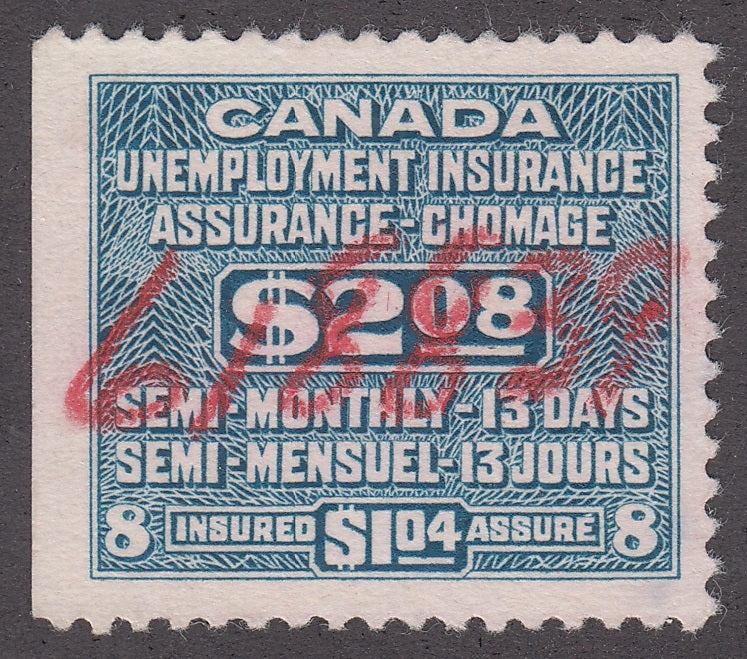 CANADA
UNEMPLOYMENT INSURANCE
ASSURANCE-CHOMAGE
$2.08
SEMI-MONTHLY-13 DAYS
SEMI-MENSUEL-13 JOURS
8 INSURED $1.04 ASSURÉ 8